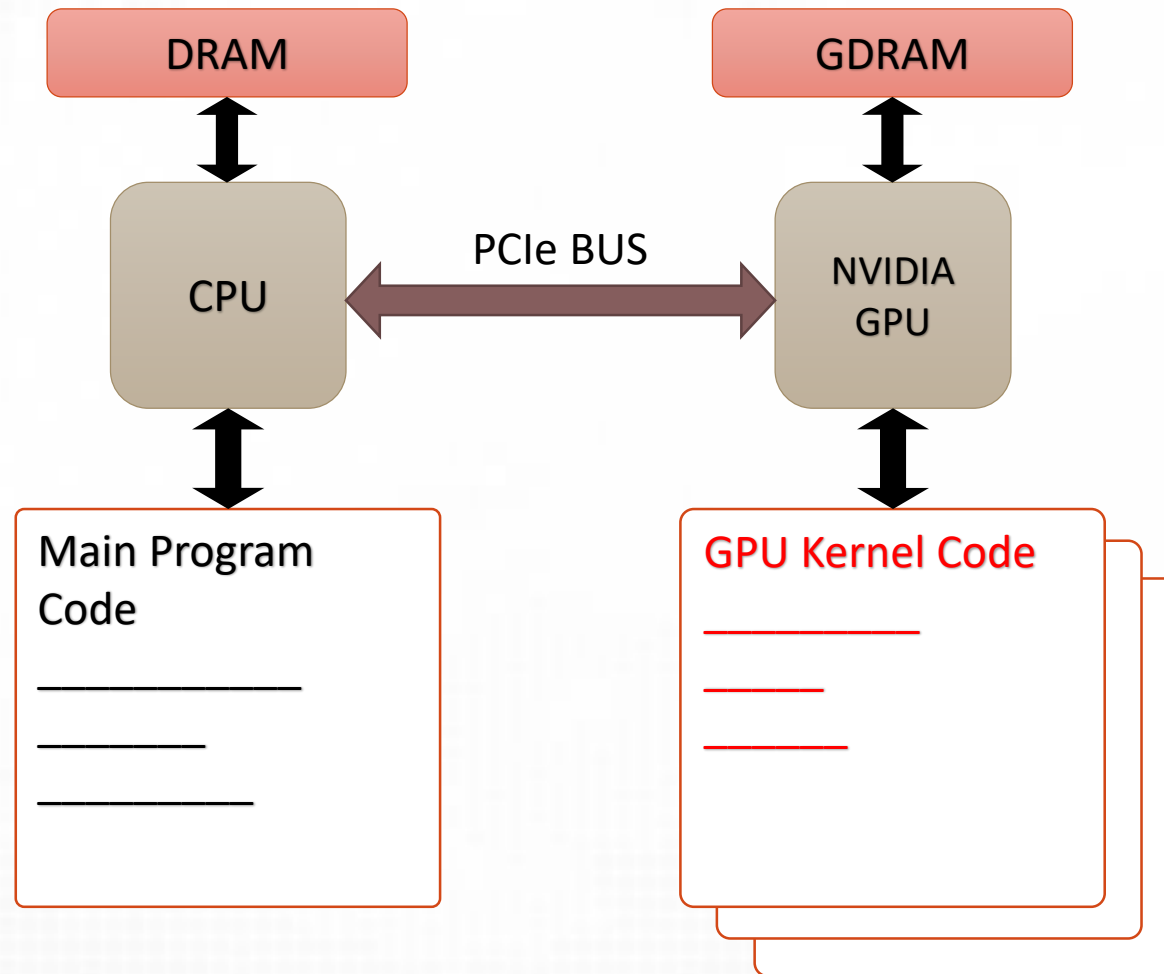 DRAM
GDRAM
PCIe BUS
CPU
NVIDIA
GPU
Main Program
Code
GPU Kernel Code